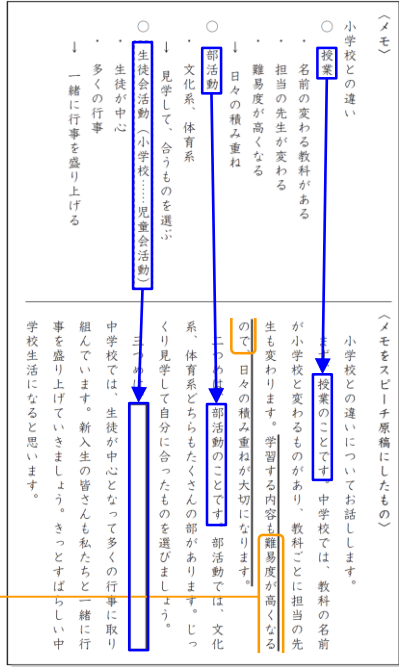 〈メモ〉
小学校との違い
○ 授業
・ 名前の変わる教科がある
・ 担当の先生が変わる
・ 難易度が高くなる
↓ 日々の積み重ね
○ 部活動
・ 文化系、体育系
↓ 見学して、合うものを選ぶ
○ 生徒会活動(小学校……児童会活動)
・ 生徒が中心
・ 多くの行事
↓ 一緒に行事を盛り上げる
〈メモをスピーチ原稿にしたもの〉
小学校との違いについてお話しします。
まず、授業のことです。中学校では、教科の名前
が小学校と変わるものがあり、教科ごとに担当の先
生も変わります。学習する内容も難易度が高くなる
ので、日々の積み重ねが大切になります。
二つめは、部活動のことです。部活動では、文化
系、体育系どちらもたくさんの部があります。じっ
くり見学して自分に合ったものを選びましょう。
三つめは、
中学校では、生徒が中心となって多くの行事に取り
組んでいます。新入生の皆さんも私たちと一緒に行
事を盛り上げていきましょう。きっとすばらしい中
学校生活になると思います。